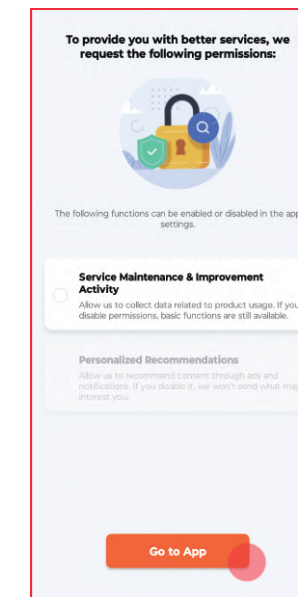 To provide you with better services, we
request the following permissions:
The following functions can be enabled or disabled in the app
settings.
Service Maintenance & Improvement
Activity
Allow us to collect data related to product usage. If you
disable permissions, basic functions are still available.
Personalized Recommendations
Allow us to recommend content through ads and
notifications. If you disable it, we won't send what may
interest you.
Go to App